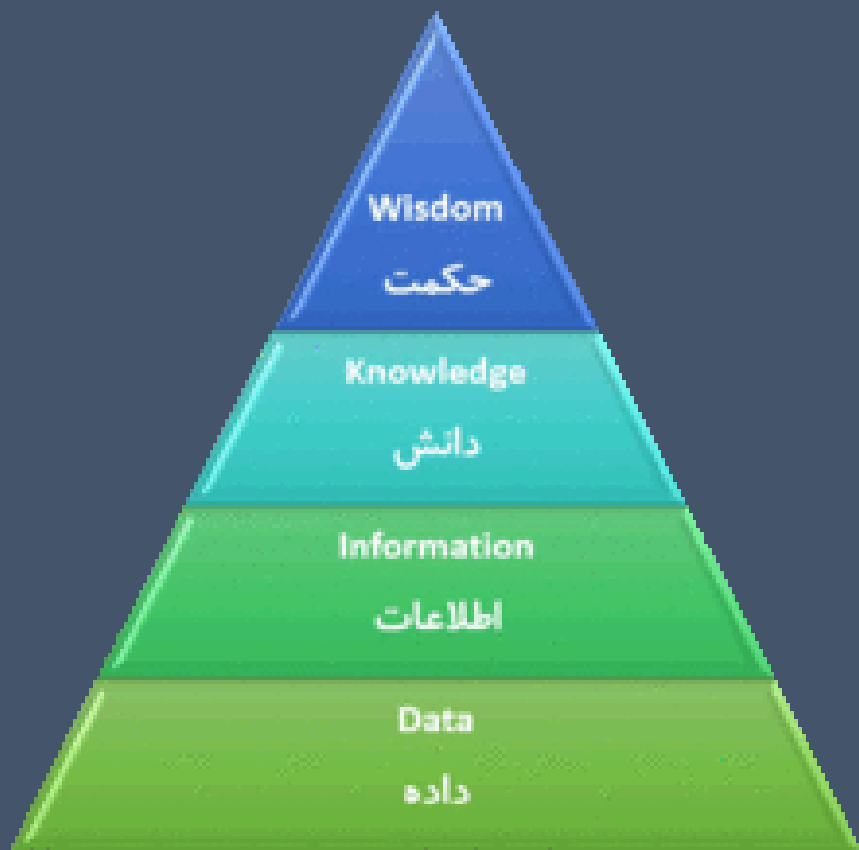 Wisdom
حکمت
Knowledge
دانش
Information
اطلاعات
Data
داده